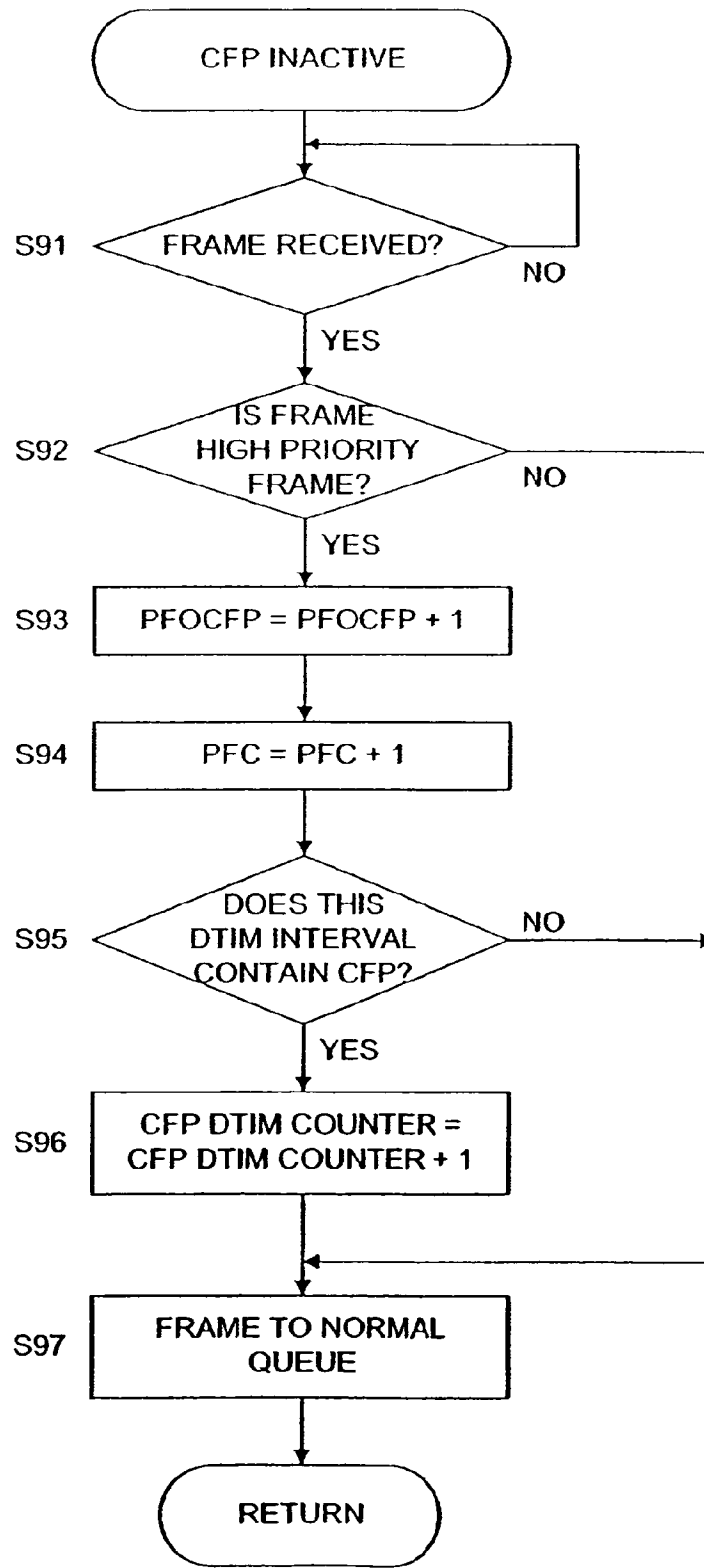 CFP INACTIVE
S91
FRAME RECEIVED?
NO
YES
S92
IS FRAME
HIGH PRIORITY
FRAME?
NO
YES
S93
PFOCFP = PFOCFP + 1
S94
PFC = PFC + 1
S95
DOES THIS
DTIM INTERVAL
CONTAIN CFP?
NO
YES
S96
CFP DTIM COUNTER =
CFP DTIM COUNTER + 1
S97
FRAME TO NORMAL
QUEUE
RETURN